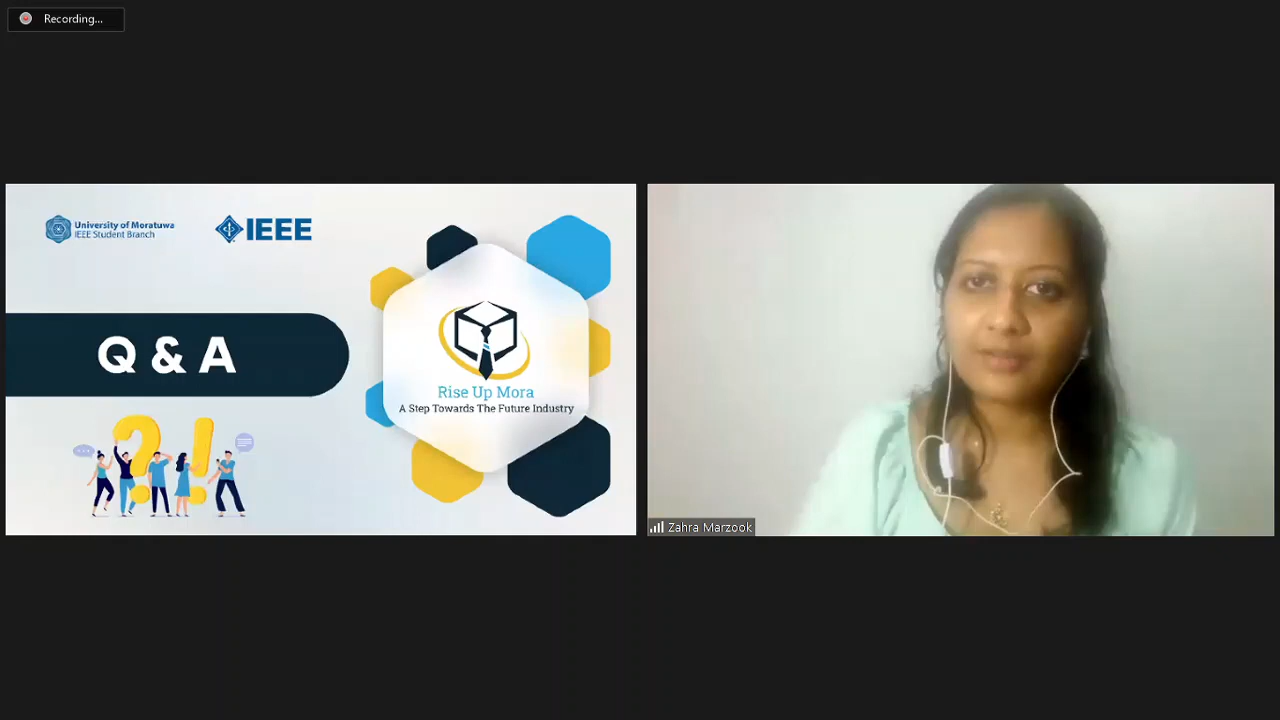 Recording...
University of Moratuwa
IEEE Student Branch
IEEE
Q & A
Rise Up Mora
A Step Towards The Future Industry
Zahra Marzook